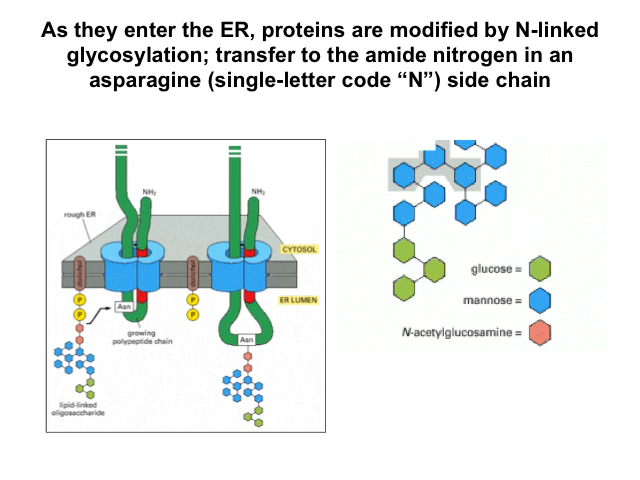 As they enter the ER, proteins are modified by N-linked
glycosylation; transfer to the amide nitrogen in an
asparagine (single-letter code “N”) side chain
NH₂
NH₂
rough ER
CYTOSOL
dolichol
dolichol
ER LUMEN
P
P
P
P
Asn
growing
polypeptide chain
Asn
lipid-linked
oligosaccharide
glucose =
mannose =
N-acetylglucosamine =